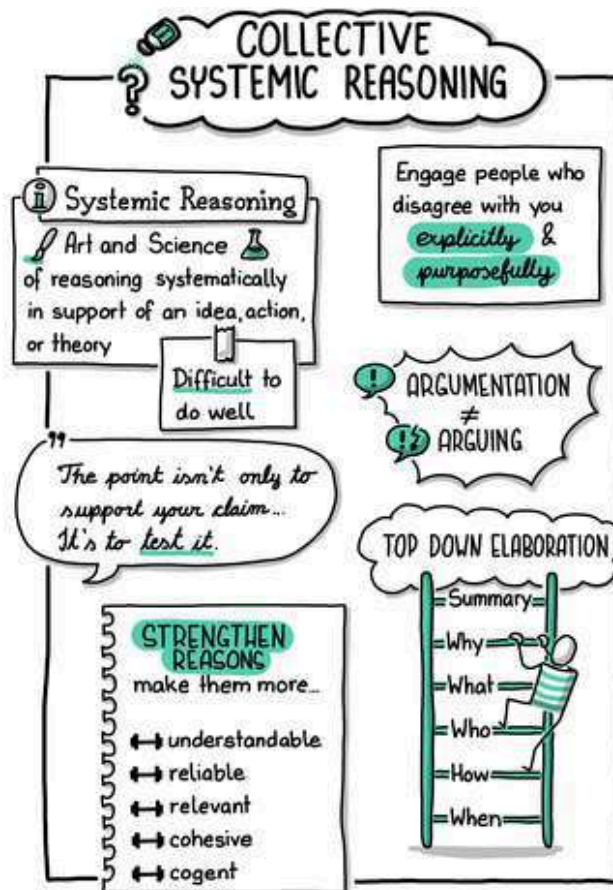 COLLECTIVE
SYSTEMIC REASONING
Systemic Reasoning
Art and Science
of reasoning systematically
in support of an idea, action,
or theory
Difficult to
do well
Engage people who
disagree with you
explicitly &
purposefully
ARGUMENTATION
≠
ARGUING
The point isn't only to
support your claim...
It's to test it.
TOP DOWN ELABORATION
Summary
Why
What
Who
How
When
STRENGTHEN
REASONS
make them more...
understandable
reliable
relevant
cohesive
cogent